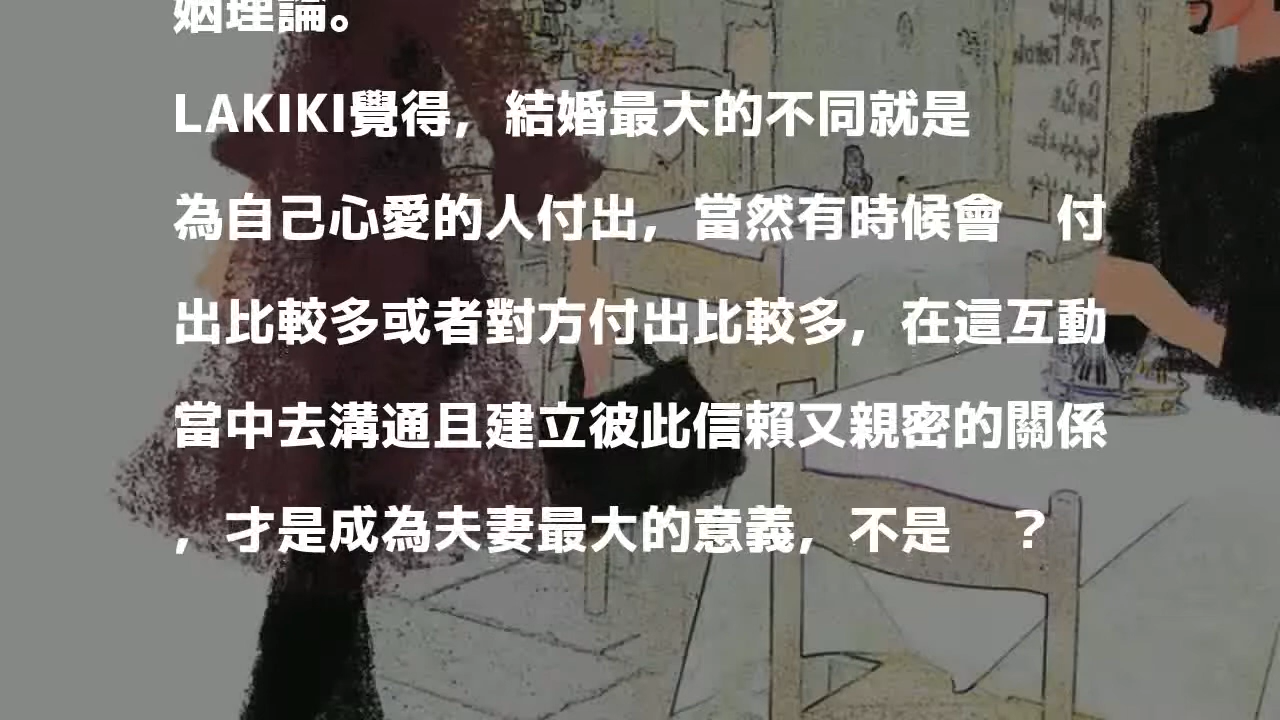 姻理論。
LAKIKI覺得，結婚最大的不同就是
為自己心愛的人付出，當然有時候會　付
出比較多或者對方付出比較多，在這互動
當中去溝通且建立彼此信賴又親密的關係
，才是成為夫妻最大的意義，不是　？